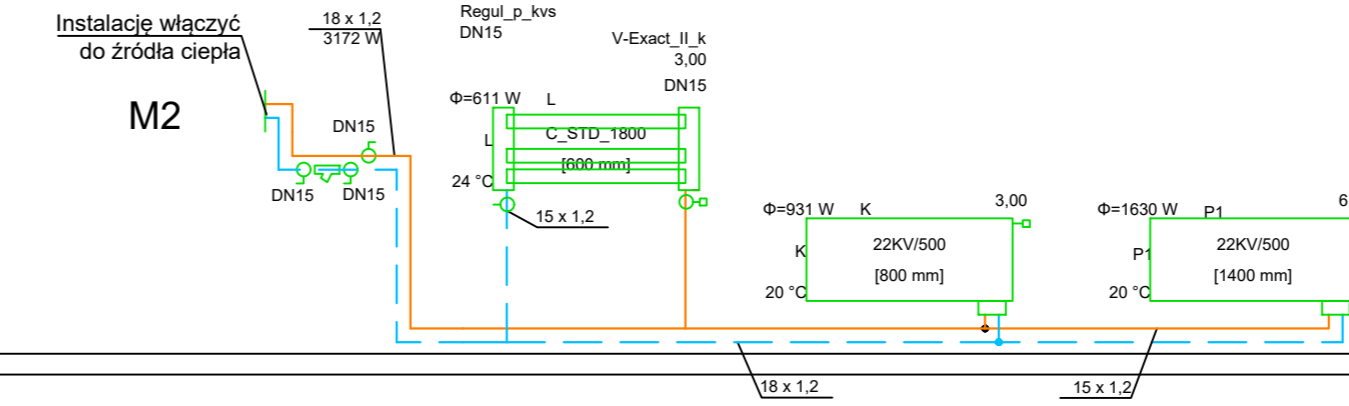 Instalację włączyć
do źródła ciepła
M2
18 x 1,2
3172 W
DN15
DN15
DN15
Regul_p_kvs
DN15
V-Exact_II_k
3,00
DN15
Φ=611 W L
L
C_STD_1800
[600 mm]
24 °C
15 x 1,2
Φ=931 W K
3,00
K
22KV/500
[800 mm]
20 °C
Φ=1630 W P1
6
P1
22KV/500
[1400 mm]
20 °C
18 x 1,2
15 x 1,2